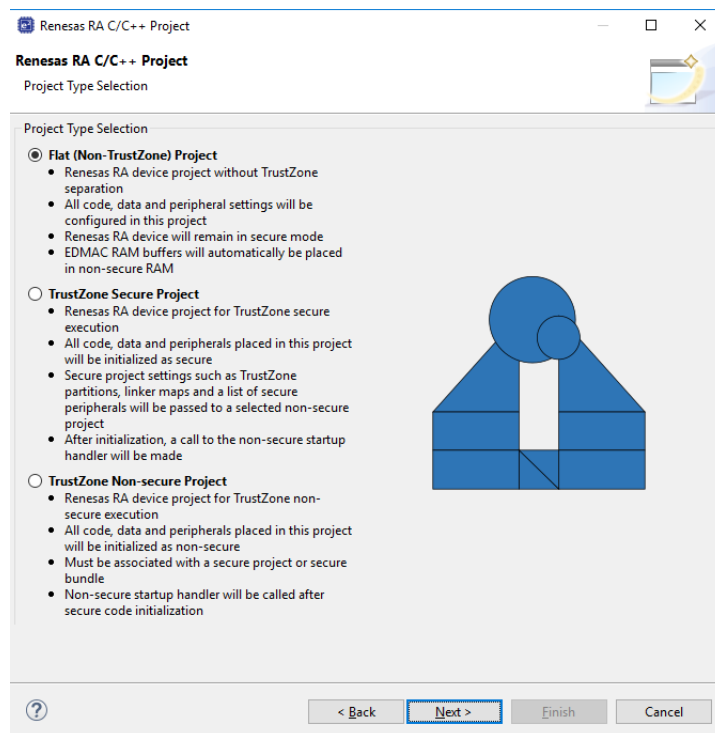 Renesas RA C/C++ Project
Renesas RA C/C++ Project
Project Type Selection
Project Type Selection
Flat (Non-TrustZone) Project
• Renesas RA device project without TrustZone
separation
• All code, data and peripheral settings will be
configured in this project
• Renesas RA device will remain in secure mode
• EDMAC RAM buffers will automatically be placed
in non-secure RAM
TrustZone Secure Project
• Renesas RA device project for TrustZone secure
execution
• All code, data and peripherals placed in this project
will be initialized as secure
• Secure project settings such as TrustZone
partitions, linker maps and a list of secure
peripherals will be passed to a selected non-secure
project
• After initialization, a call to the non-secure startup
handler will be made
TrustZone Non-secure Project
• Renesas RA device project for TrustZone non-
secure execution
• All code, data and peripherals placed in this project
will be initialized as non-secure
• Must be associated with a secure project or secure
bundle
• Non-secure startup handler will be called after
secure code initialization
? < Back Next > Finish Cancel